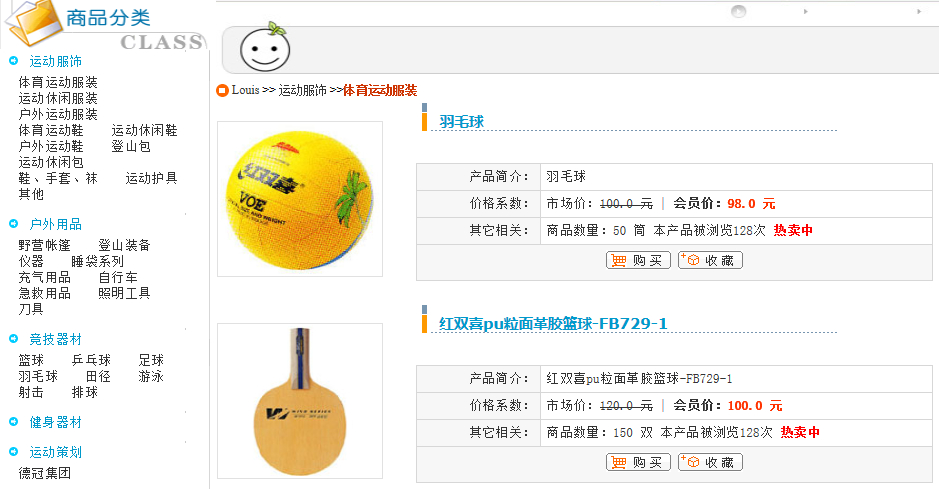 商品分类
CLASS
运动服饰
体育运动服装
运动休闲服装
户外运动服装
体育运动鞋 运动休闲鞋
户外运动鞋 登山包
运动休闲包
鞋、手套、袜 运动护具
其他
户外用品
野营帐篷 登山装备
仪器 睡袋系列
充气用品 自行车
急救用品 照明工具
刀具
竞技器材
篮球 乒乓球 足球
羽毛球 田径 游泳
射击 排球
健身器材
运动策划
德冠集团
Louis >> 运动服饰 >>体育运动服装
红双喜
VOE
羽毛球
产品简介： 羽毛球
价格系数： 市场价：100.0 元 | 会员价：98.0 元
其它相关： 商品数量：50 筒 本产品被浏览128次 热卖中
购买 收藏
红双喜pu粒面革胶篮球-FB729-1
产品简介： 红双喜pu粒面革胶篮球-FB729-1
价格系数： 市场价：120.0 元 | 会员价：100.0 元
其它相关： 商品数量：150 双 本产品被浏览128次 热卖中
购买 收藏